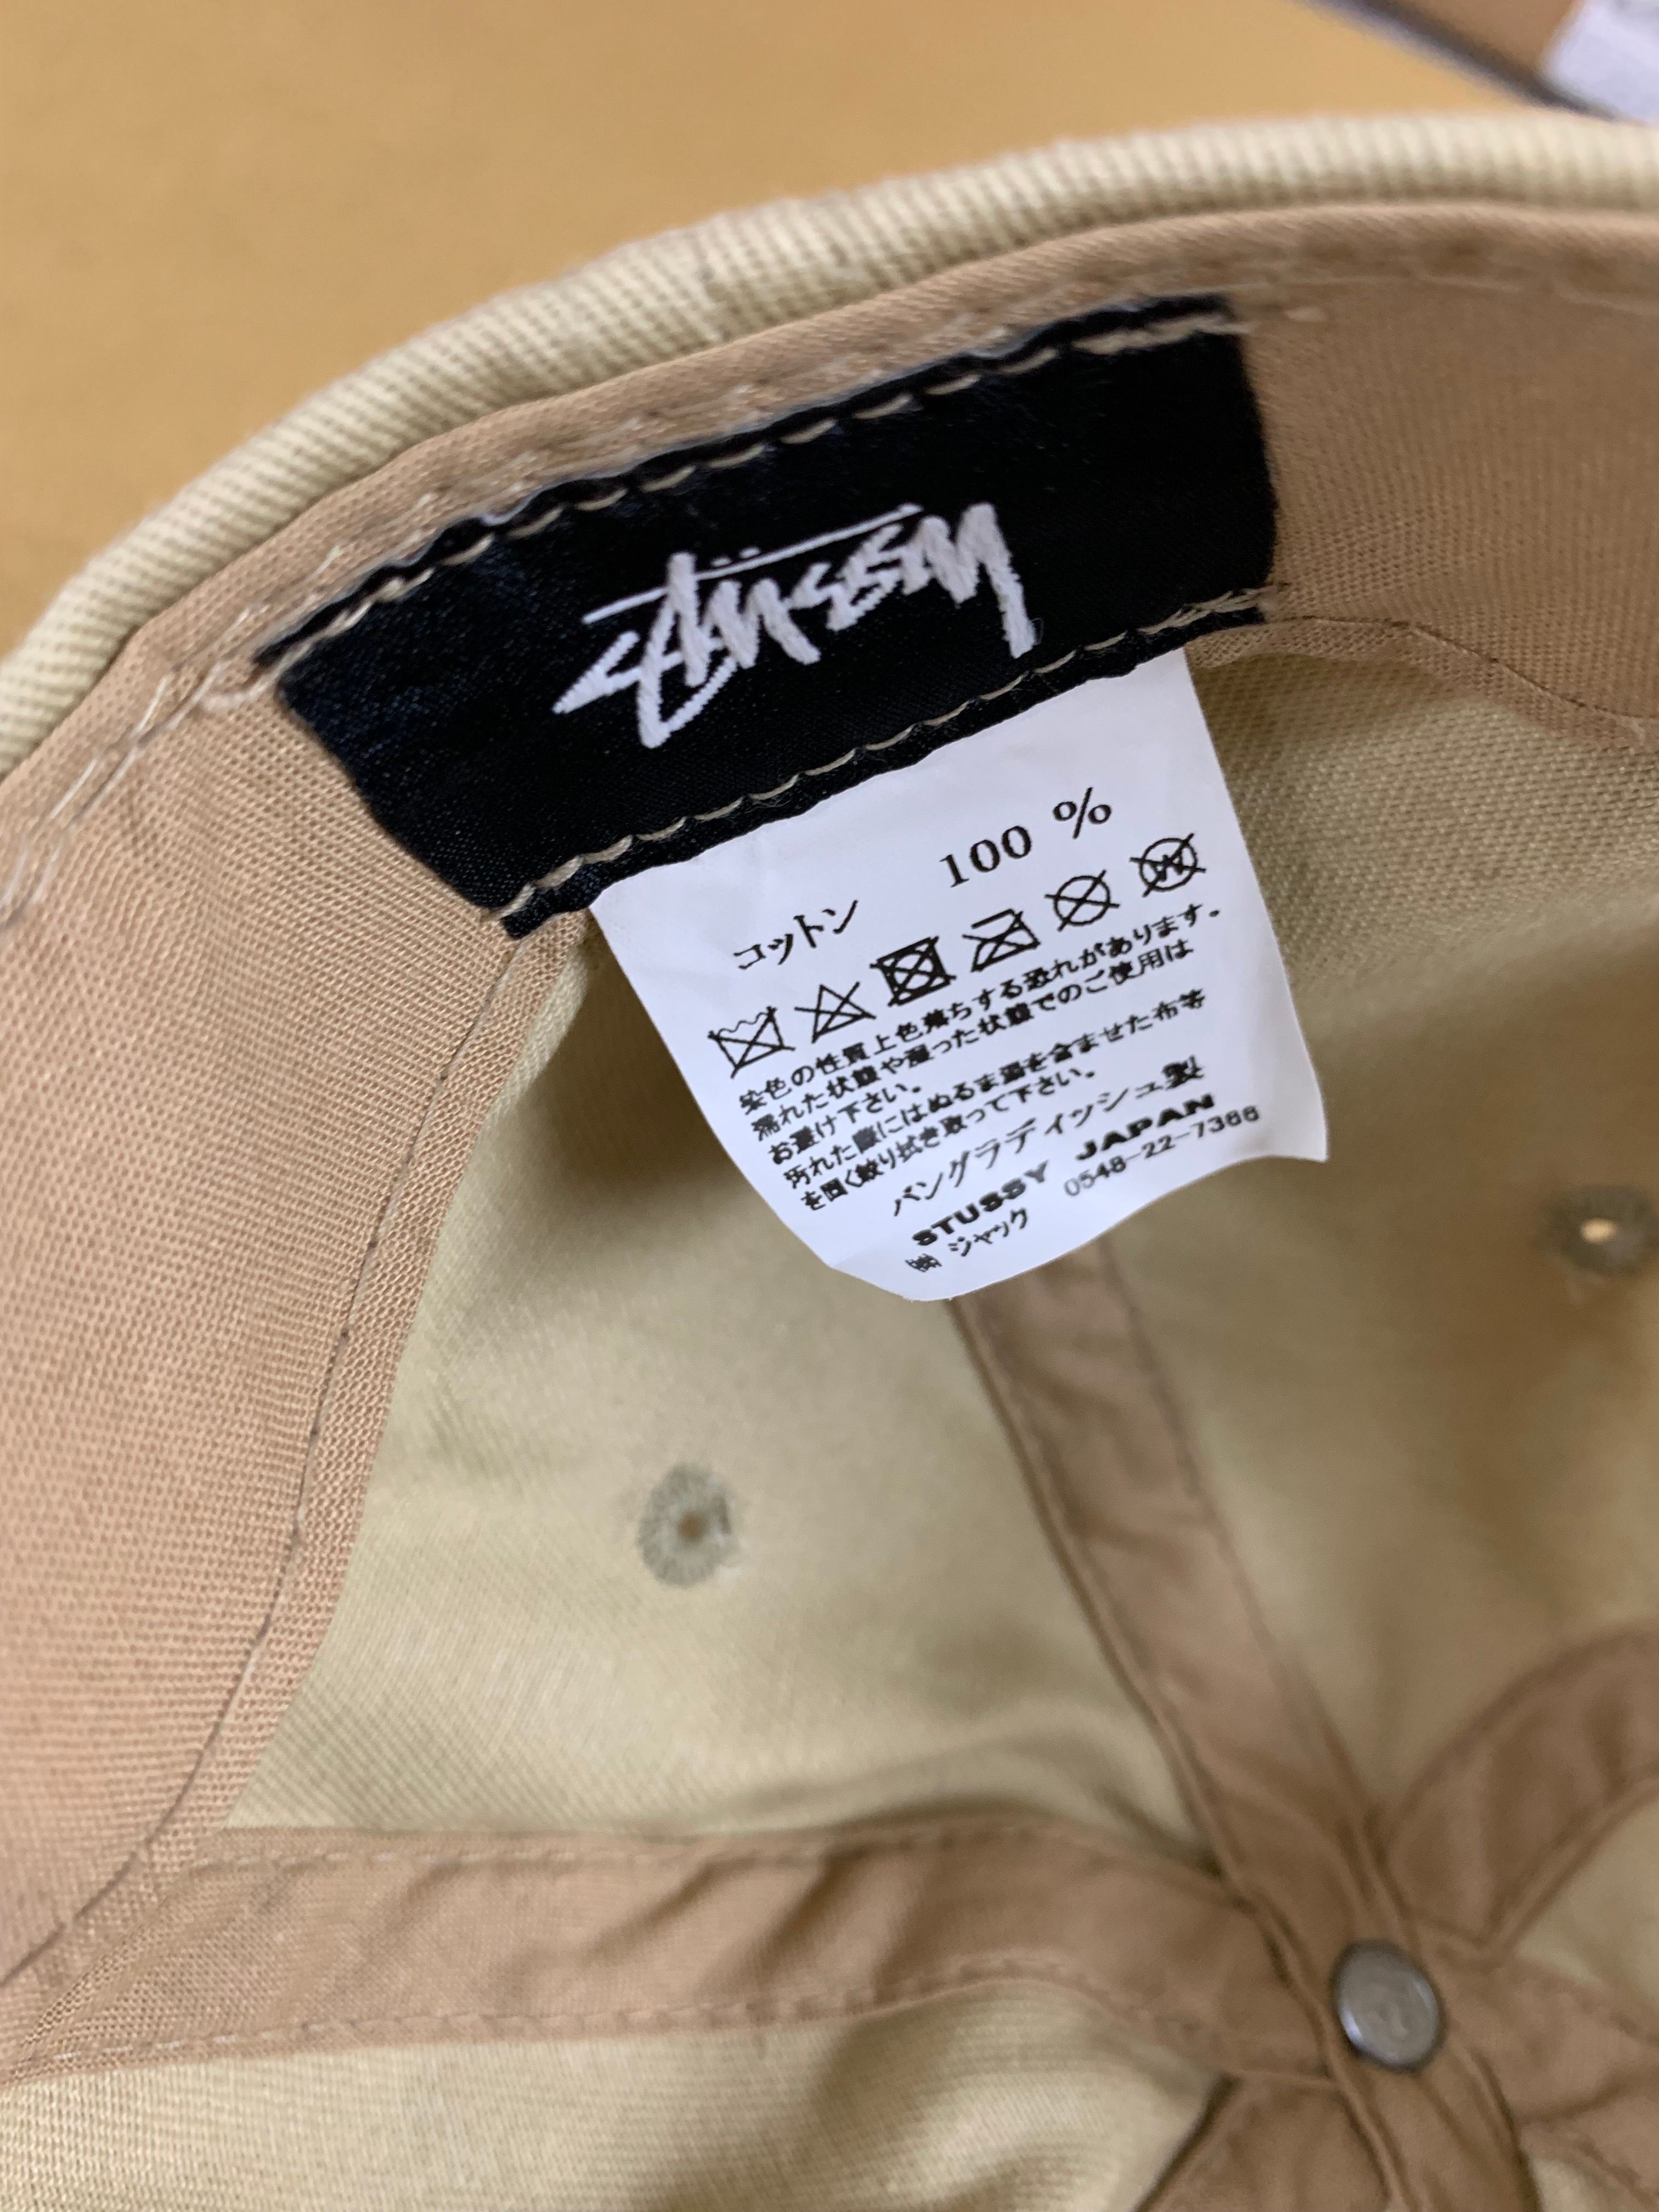 Stüssy
コットン 100 %
染色の性質上色落ちする恐れがあります。
濡れた状態や湿った状態でのご使用は
お避け下さい。
汚れた際にはぬるま湯を含ませた布等
を固く絞り拭き取って下さい。
バングラディッシュ製
STUSSY JAPAN
㈱ ジャック 0548-22-7366